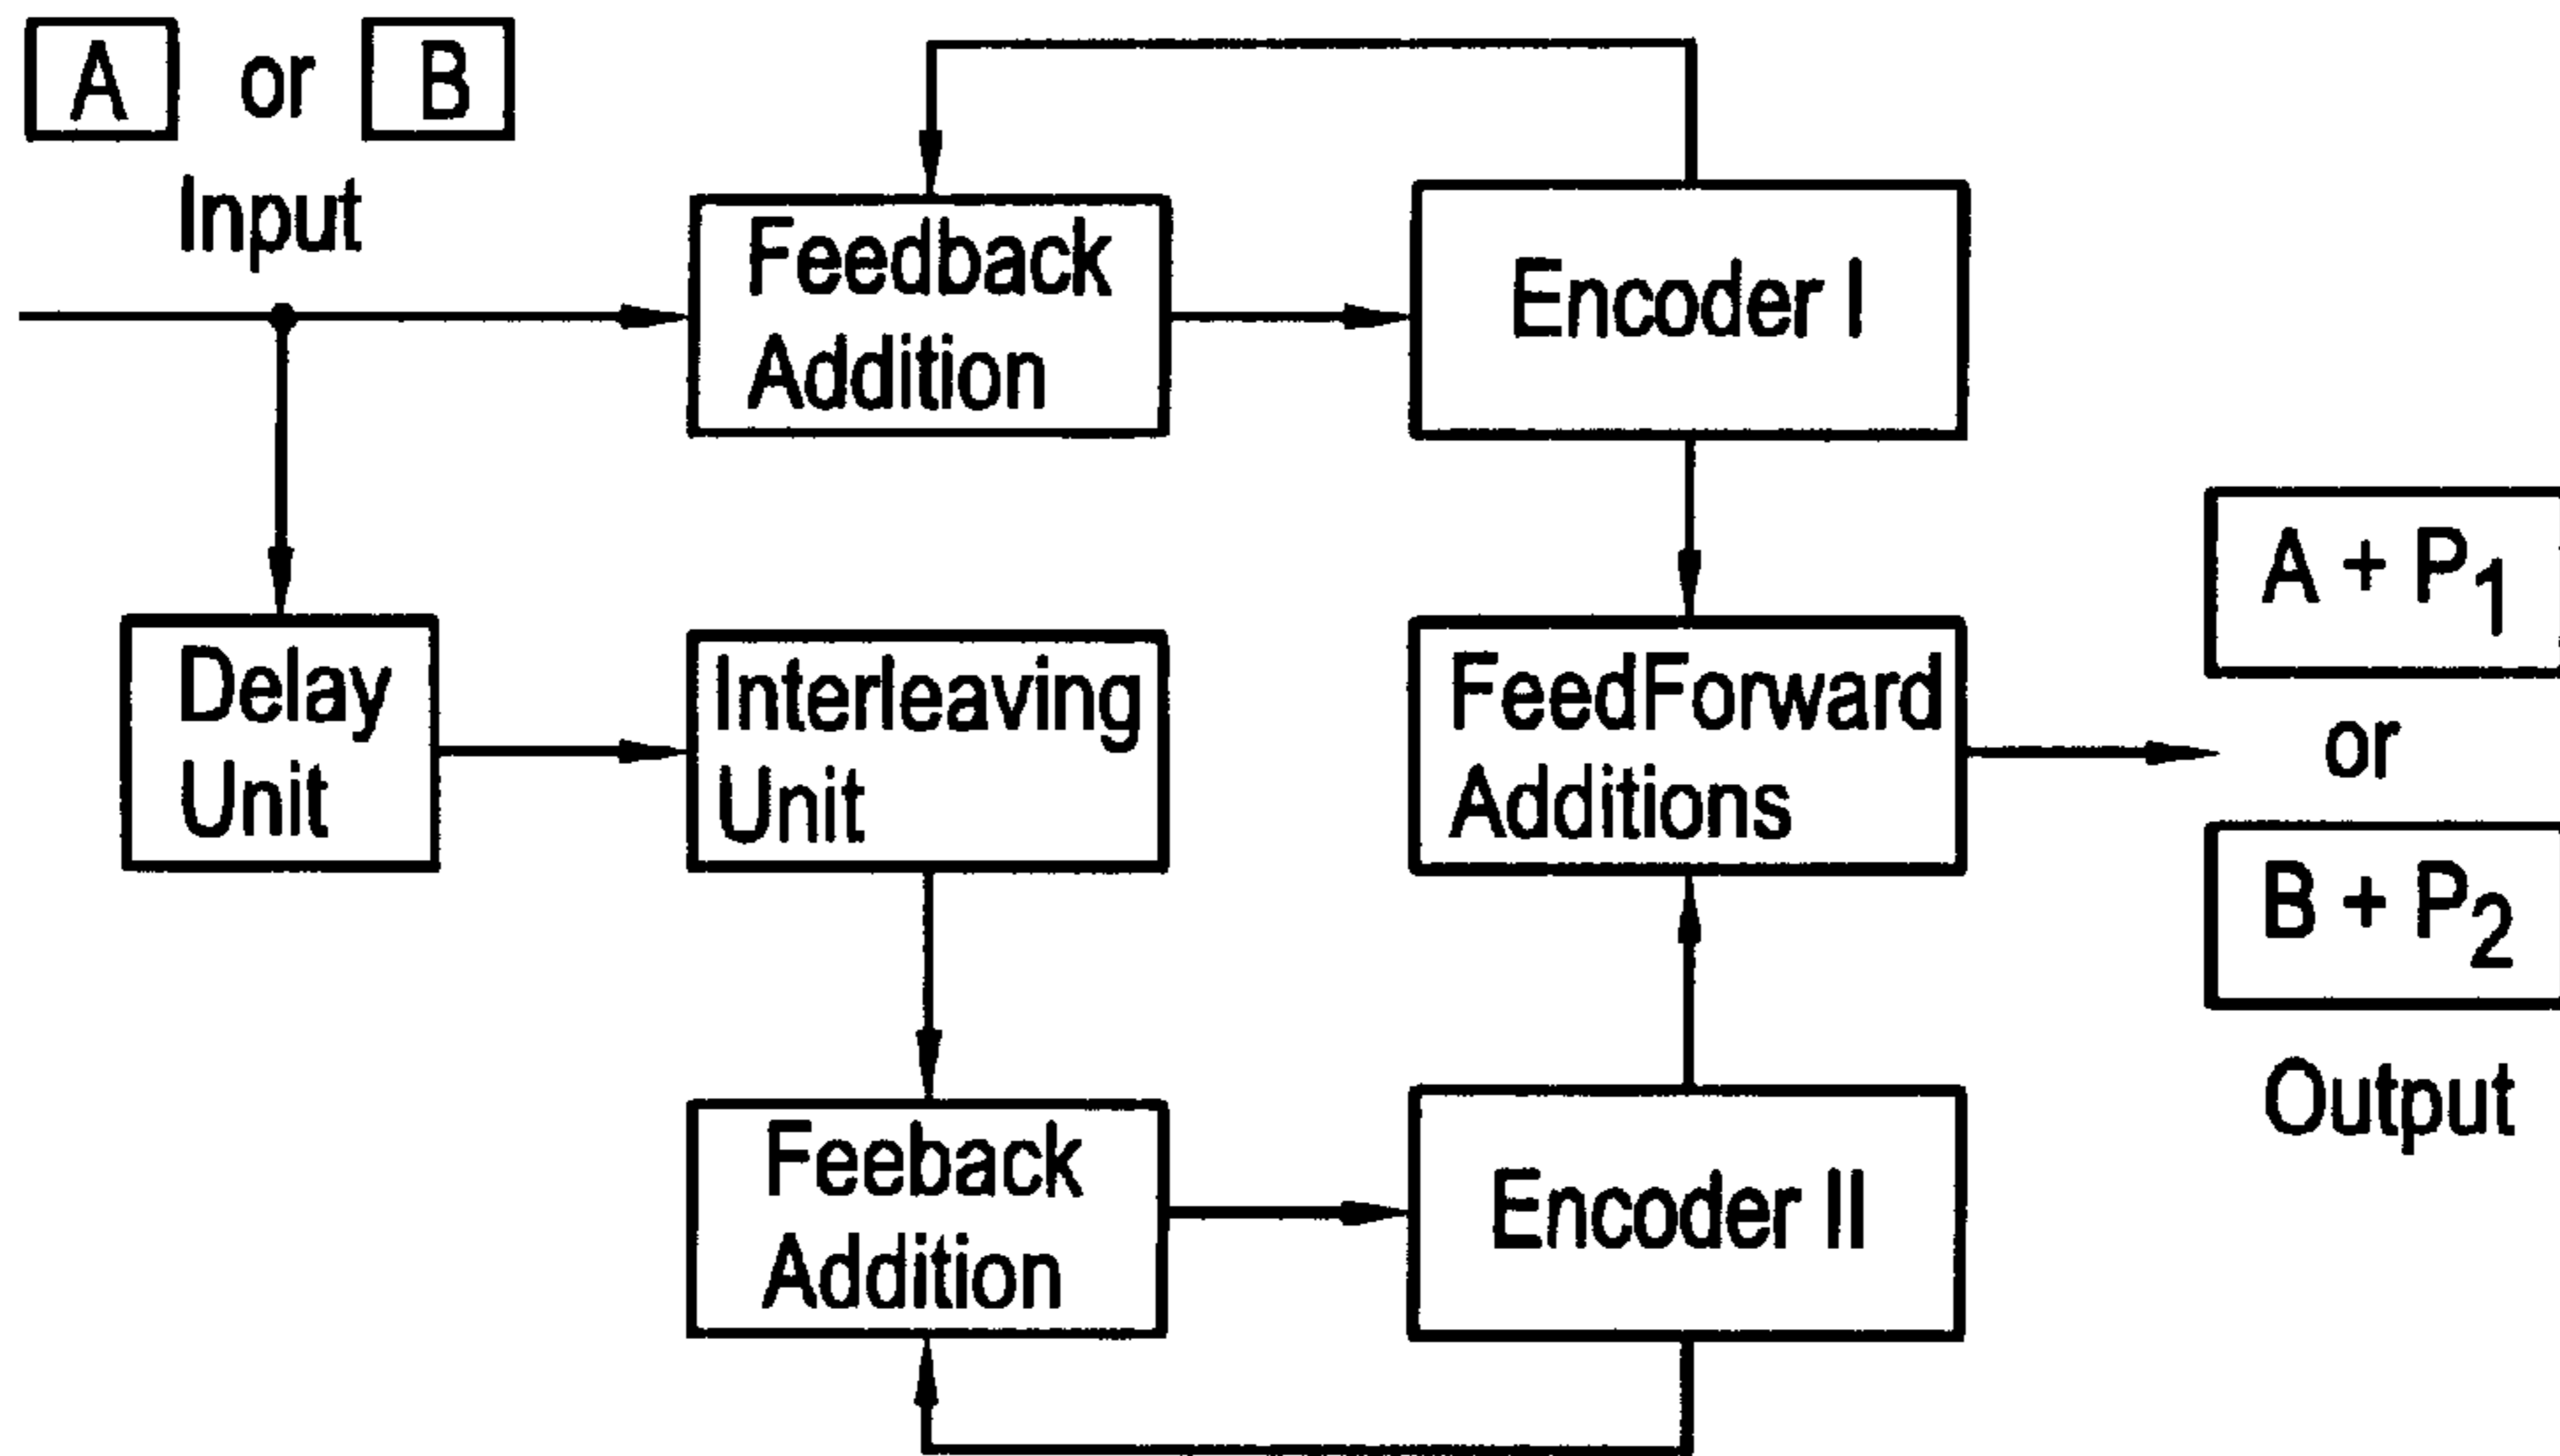 A or B
Input
Feedback
Addition
Encoder I
Delay
Unit
Interleaving
Unit
FeedForward
Additions
A + P1
or
B + P2
Output
Feeback
Addition
Encoder II